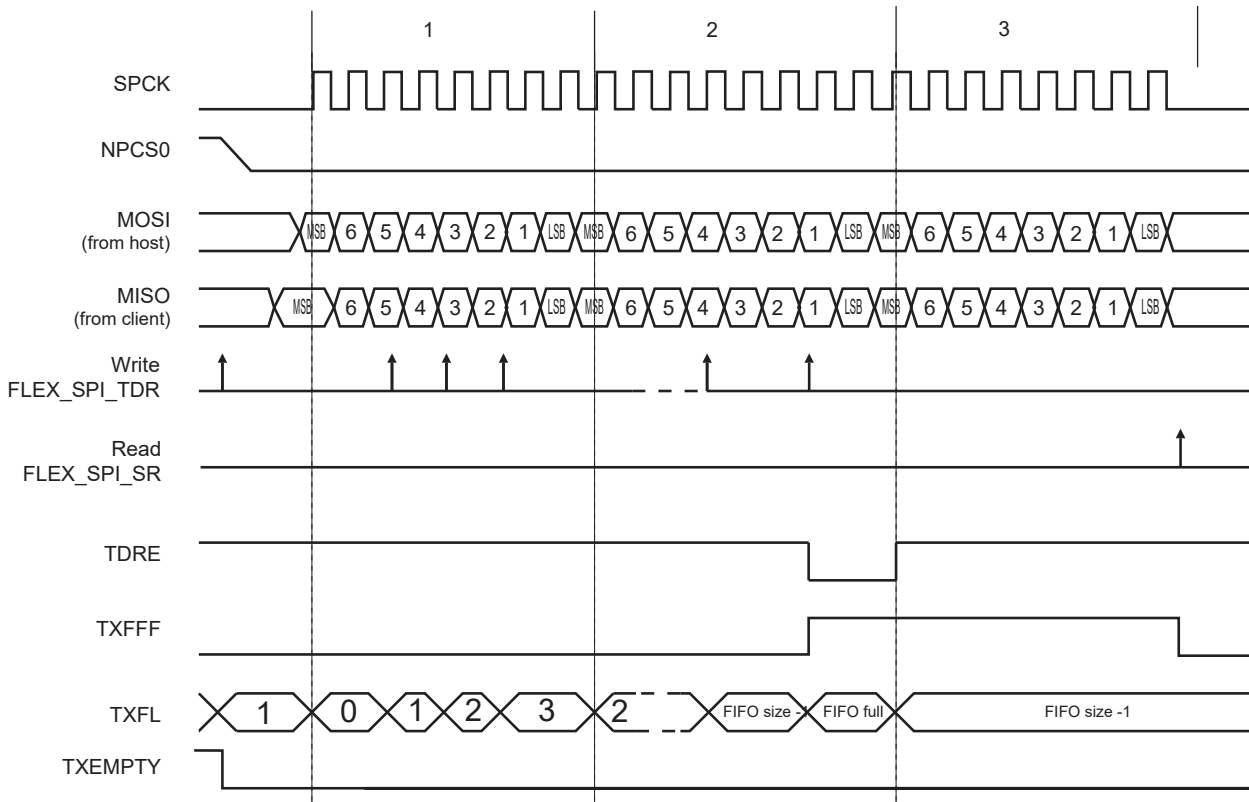 1 2 3
SPCK
NPCS0
MOSI
(from host)
MSB 6 5 4 3 2 1 LSB MSB 6 5 4 3 2 1 LSB MSB 6 5 4 3 2 1 LSB
MISO
(from client)
MSB 6 5 4 3 2 1 LSB MSB 6 5 4 3 2 1 LSB MSB 6 5 4 3 2 1 LSB
Write
FLEX_SPI_TDR
Read
FLEX_SPI_SR
TDRE
TXFFF
TXFL 1 0 1 2 3 2 FIFO size -1 FIFO full FIFO size -1
TXEMPTY